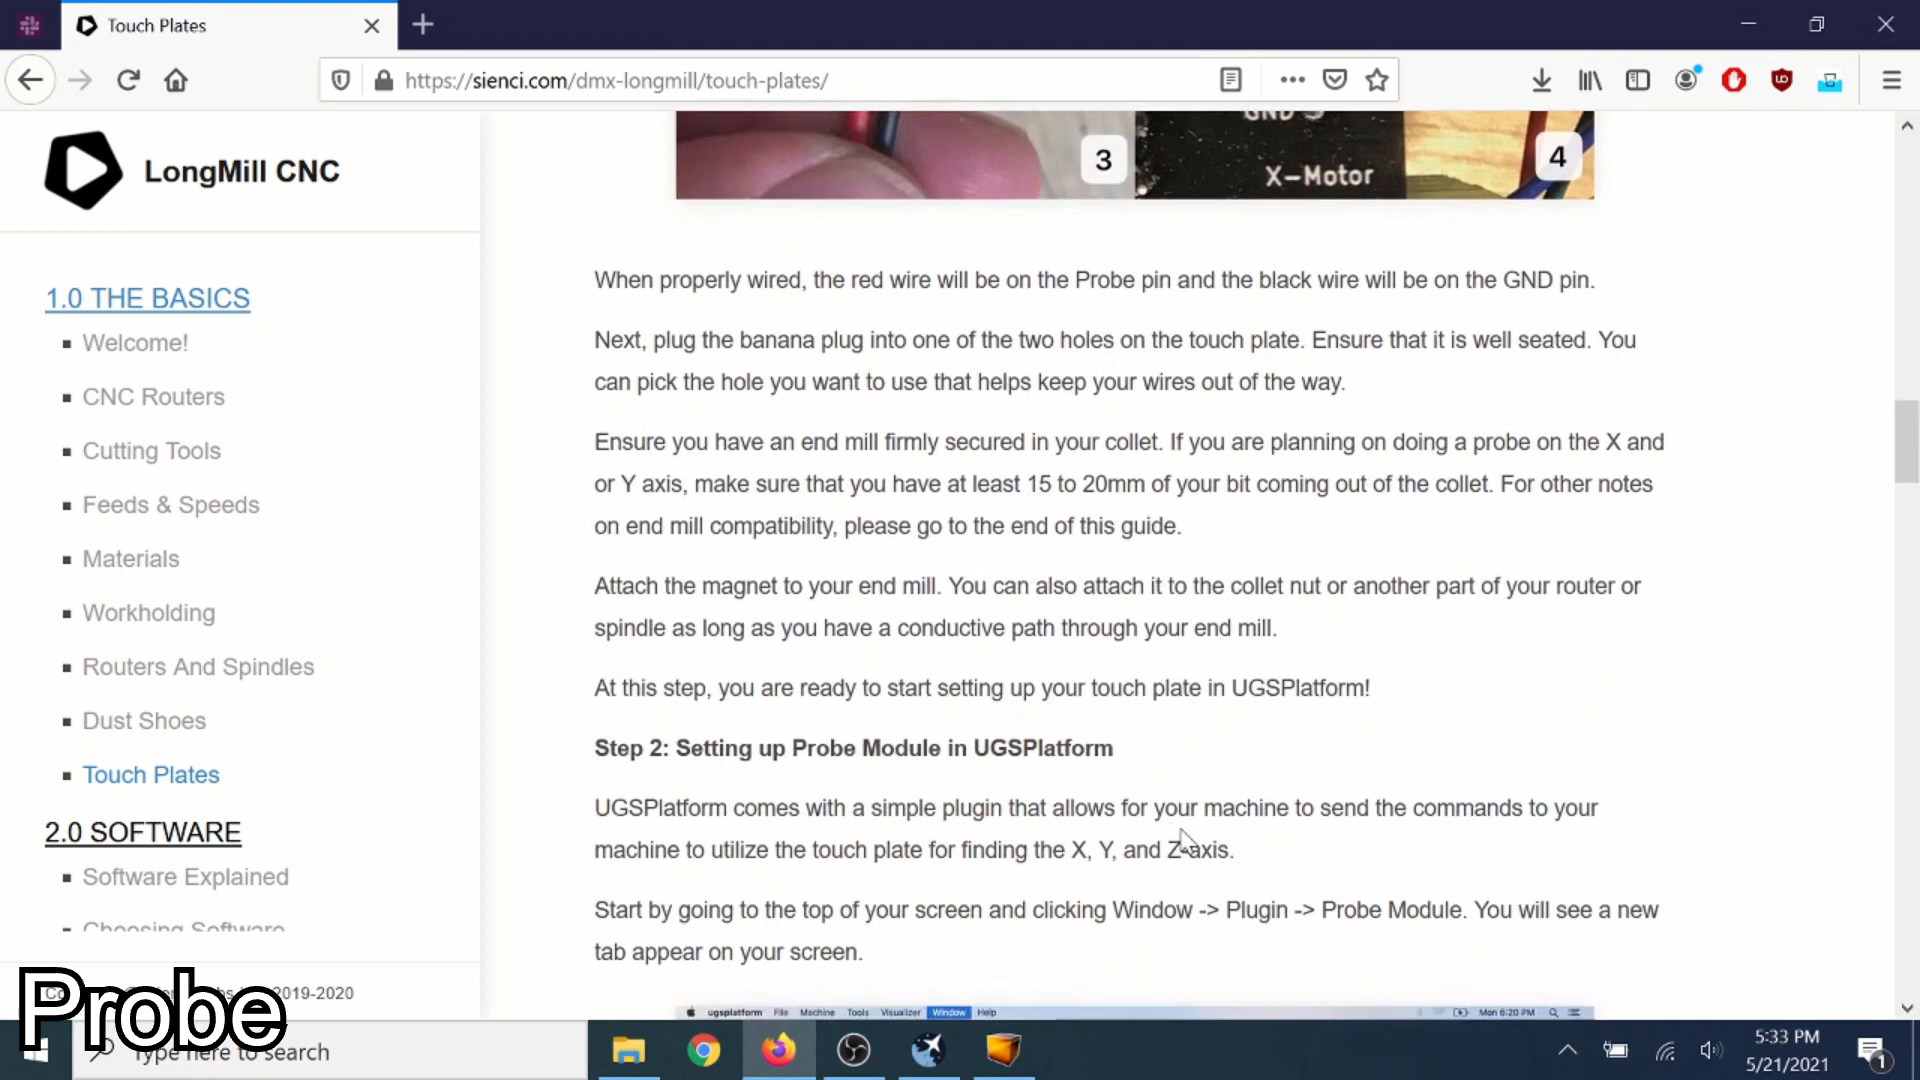 Touch Plates
https://sienci.com/dmx-longmill/touch-plates/
LongMill CNC
1.0 THE BASICS
Welcome!
CNC Routers
Cutting Tools
Feeds & Speeds
Materials
Workholding
Routers And Spindles
Dust Shoes
Touch Plates
2.0 SOFTWARE
Software Explained
Choosing Software
2019-2020
3
4
X-Motor
When properly wired, the red wire will be on the Probe pin and the black wire will be on the GND pin.
Next, plug the banana plug into one of the two holes on the touch plate. Ensure that it is well seated. You
can pick the hole you want to use that helps keep your wires out of the way.
Ensure you have an end mill firmly secured in your collet. If you are planning on doing a probe on the X and
or Y axis, make sure that you have at least 15 to 20mm of your bit coming out of the collet. For other notes
on end mill compatibility, please go to the end of this guide.
Attach the magnet to your end mill. You can also attach it to the collet nut or another part of your router or
spindle as long as you have a conductive path through your end mill.
At this step, you are ready to start setting up your touch plate in UGSPlatform!
Step 2: Setting up Probe Module in UGSPlatform
UGSPlatform comes with a simple plugin that allows for your machine to send the commands to your
machine to utilize the touch plate for finding the X, Y, and Z-axis.
Start by going to the top of your screen and clicking Window -> Plugin -> Probe Module. You will see a new
tab appear on your screen.
ugsplatform File Machine Tools Visualizer Window Help Mon 6:20 PM
Probe
Type here to search
5:33 PM
5/21/2021
1